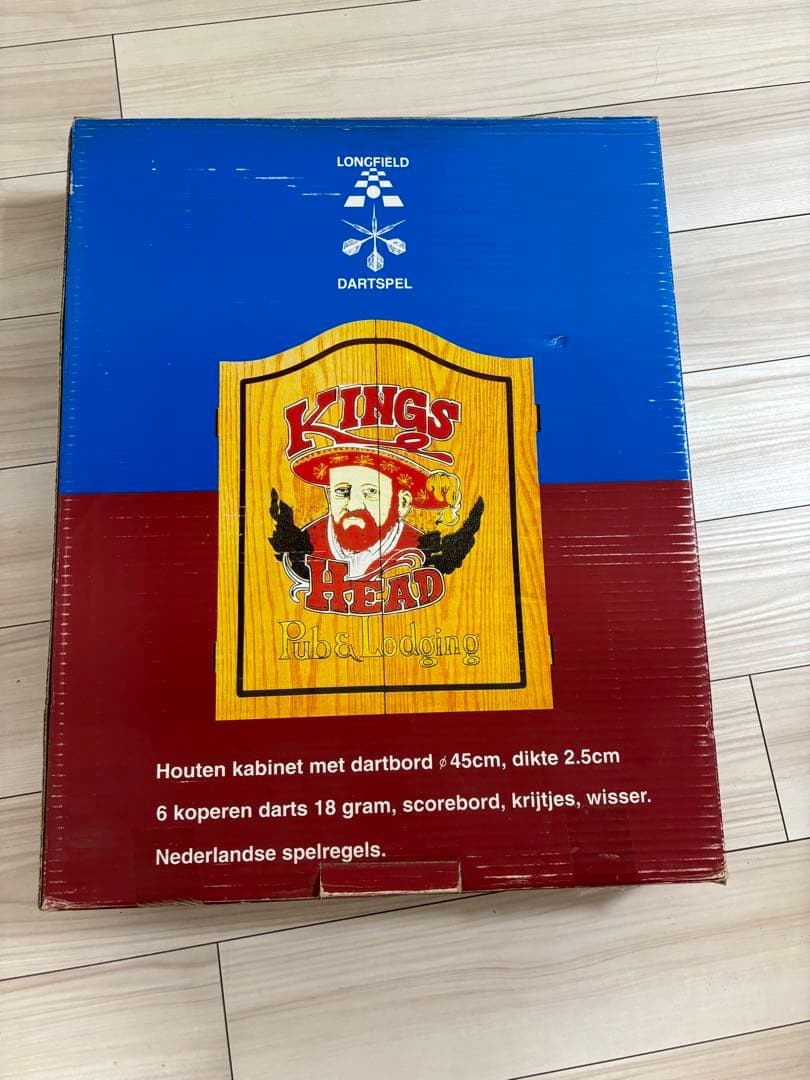 LONGFIELD
DARTSPEL
KINGS
HEAD
Pub & Lodging
Houten kabinet met dartbord ⌀ 45cm, dikte 2.5cm
6 koperen darts 18 gram, scorebord, krijtjes, wisser.
Nederlandse spelregels.